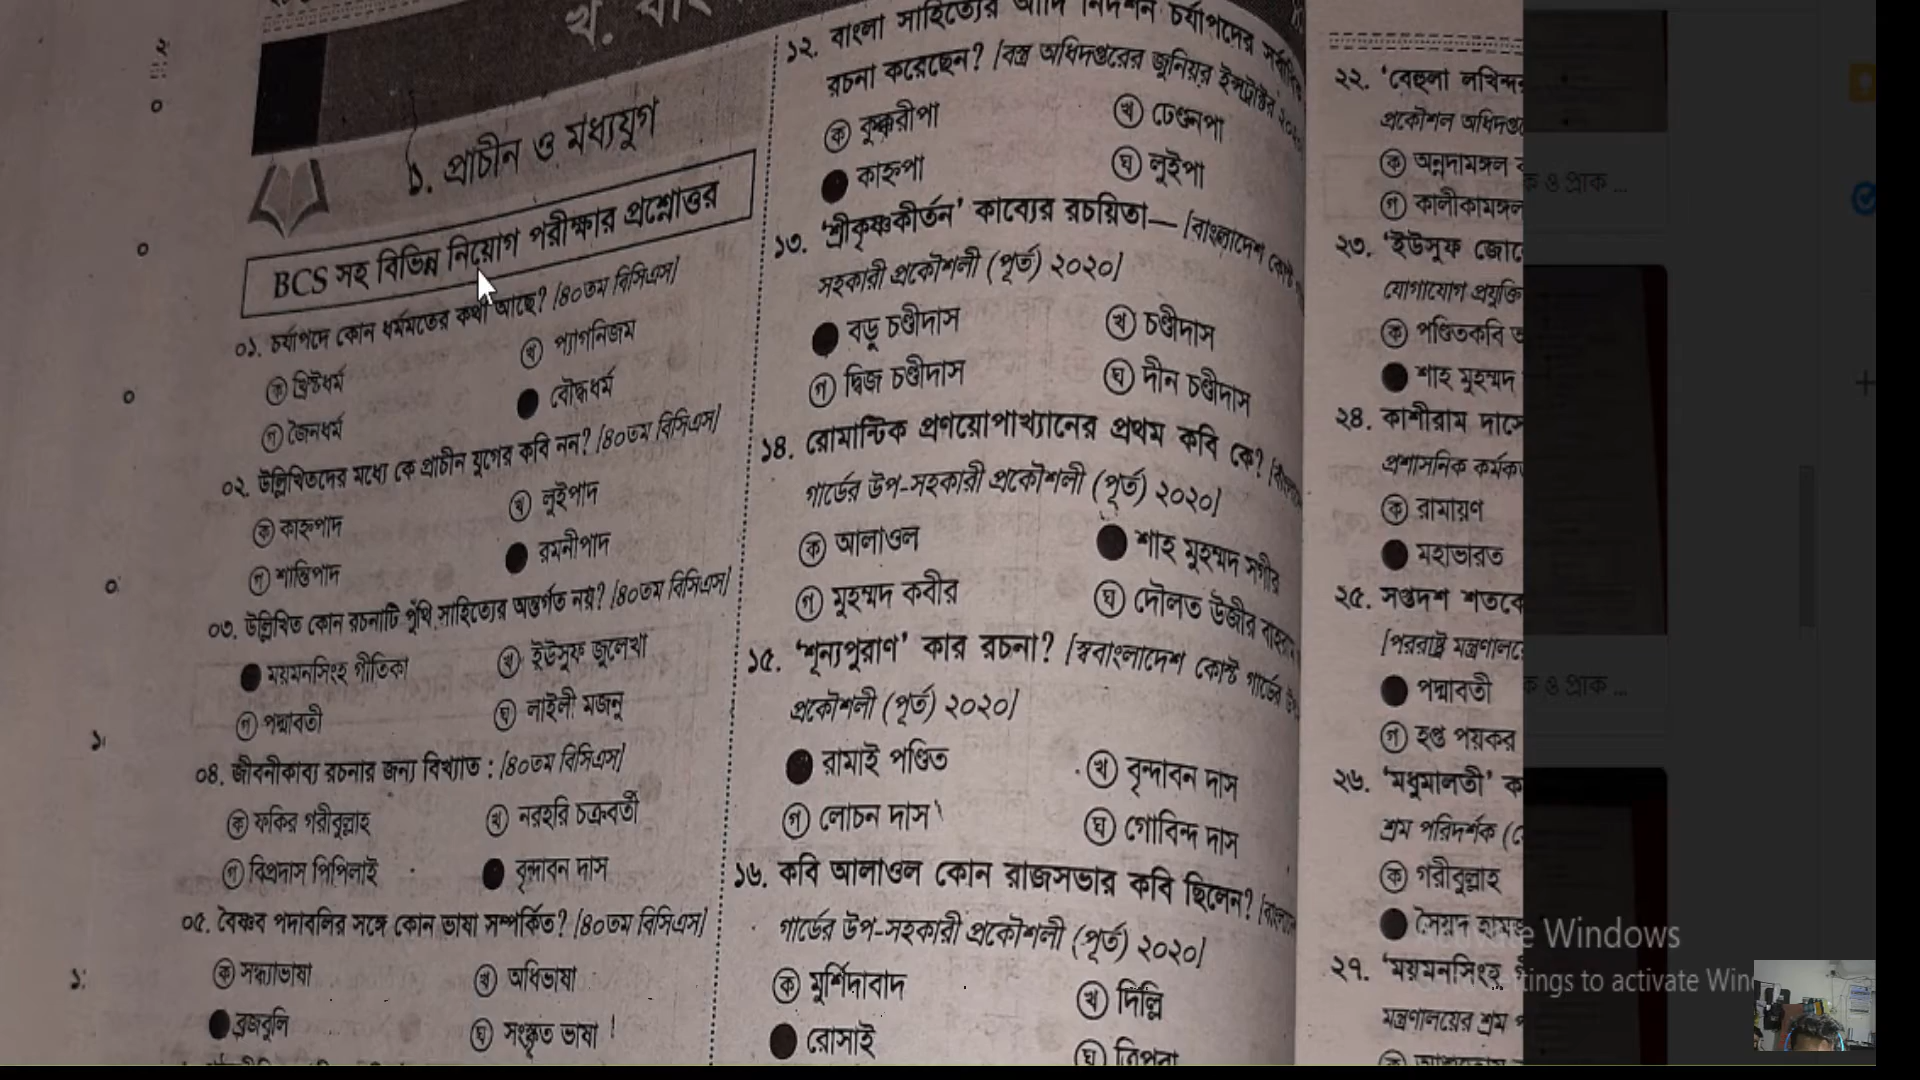 খ.
১. প্রাচীন ও মধ্যযুগ
BCS সহ বিভিন্ন নিয়োগ পরীক্ষার প্রশ্নোত্তর
০১. চর্যাপদে কোন ধর্মমতের কথা আছে? [৪০তম বিসিএস]
ক খ্রিষ্টধর্ম
খ প্যাগনিজম
গ জৈনধর্ম
বৌদ্ধধর্ম
০২. উল্লিখিতদের মধ্যে কে প্রাচীন যুগের কবি নন? [৪০তম বিসিএস]
ক কাহ্নপাদ
খ লুইপাদ
গ শান্তিপাদ
রমনীপাদ
০৩. উল্লিখিত কোন রচনাটি পুঁথি সাহিত্যের অন্তর্গত নয়? [৪০তম বিসিএস]
ময়মনসিংহ গীতিকা
খ ইউসুফ জুলেখা
গ পদ্মাবতী
ঘ লাইলী মজনু
০৪. জীবনীকাব্য রচনার জন্য বিখ্যাত : [৪০তম বিসিএস]
ক ফকির গরীবুল্লাহ
খ নরহরি চক্রবর্তী
গ বিপ্রদাস পিপিলাই
বৃন্দাবন দাস
০৫. বৈষ্ণব পদাবলির সঙ্গে কোন ভাষা সম্পর্কিত? [৪০তম বিসিএস]
ক সন্ধ্যাভাষা
খ অধিভাষা
ব্রজবুলি
ঘ সংস্কৃত ভাষা
১২. বাংলা সাহিত্যের আদি নিদর্শন চর্যাপদের
রচনা করেছেন? [বস্ত্র অধিদপ্তরের জুনিয়র ইন্সট্রাক্টর
ক কুক্কুরীপা
খ ঢেণ্ডনপা
কাহ্নপা
ঘ লুইপা
১৩. ‘শ্রীকৃষ্ণকীর্তন’ কাব্যের রচয়িতা— [বাংলাদেশ
সহকারী প্রকৌশলী (পূর্ত) ২০২০]
বড়ু চণ্ডীদাস
খ চণ্ডীদাস
গ দ্বিজ চণ্ডীদাস
ঘ দীন চণ্ডীদাস
১৪. রোমান্টিক প্রণয়োপাখ্যানের প্রথম কবি কে?
গার্ডের উপ-সহকারী প্রকৌশলী (পূর্ত) ২০২০]
ক আলাওল
শাহ মুহম্মদ সগীর
গ মুহম্মদ কবীর
ঘ দৌলত উজীর বাহরাম
১৫. ‘শূন্যপুরাণ’ কার রচনা? [স্ববাংলাদেশ কোস্ট গার্ডের
প্রকৌশলী (পূর্ত) ২০২০]
রামাই পণ্ডিত
খ বৃন্দাবন দাস
গ লোচন দাস
ঘ গোবিন্দ দাস
১৬. কবি আলাওল কোন রাজসভার কবি ছিলেন?
গার্ডের উপ-সহকারী প্রকৌশলী (পূর্ত) ২০২০]
ক মুর্শিদাবাদ
খ দিল্লি
রোসাই
ঘ ত্রিপুরা
২২. ‘বেহুলা লখিন্দর
প্রকৌশল
ক অন্নদামঙ্গল
গ কালীকামঙ্গল
২৩. ‘ইউসুফ
যোগাযোগ প্রযুক্তি
ক পণ্ডিতকবি
শাহ মুহম্মদ
২৪. কাশীরাম
প্রশাসনিক
ক রামায়ণ
মহাভারত
২৫. সপ্তদশ
[পররাষ্ট্র
পদ্মাবতী
গ হপ্ত পয়কর
২৬. ‘মধুমালতী’
শ্রম পরিদর্শক
ক গরীবুল্লাহ
সৈয়দ
২৭. ‘ময়মনসিংহ
মন্ত্রণালয়ের শ্রম
ক ও প্রাক ...
ক ও প্রাক ...
Windows
to activate